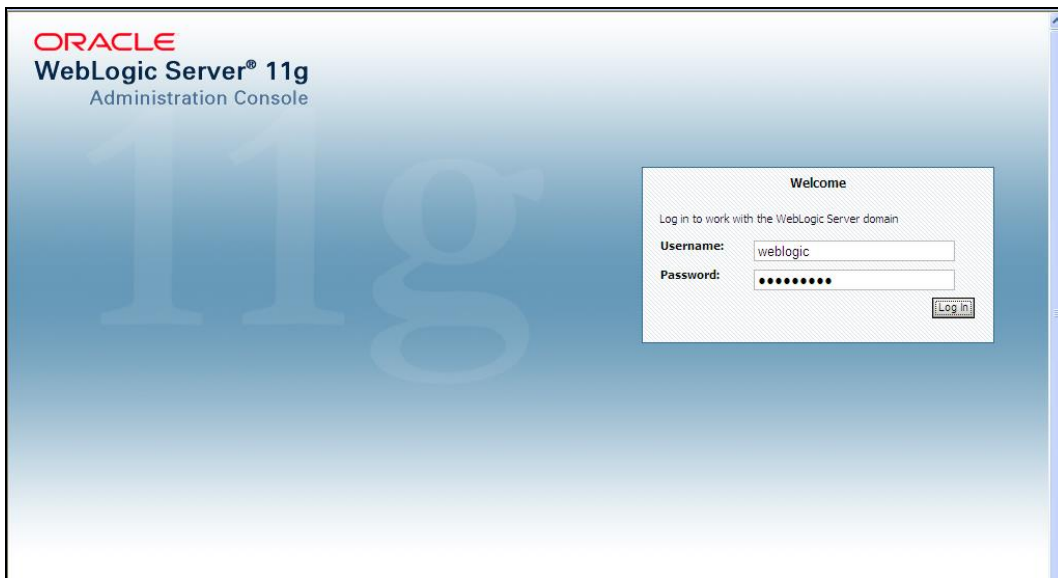 ORACLE
WebLogic Server® 11g
Administration Console
11g
Welcome
Log in to work with the WebLogic Server domain
Username: weblogic
Password: •••••••••
Log In